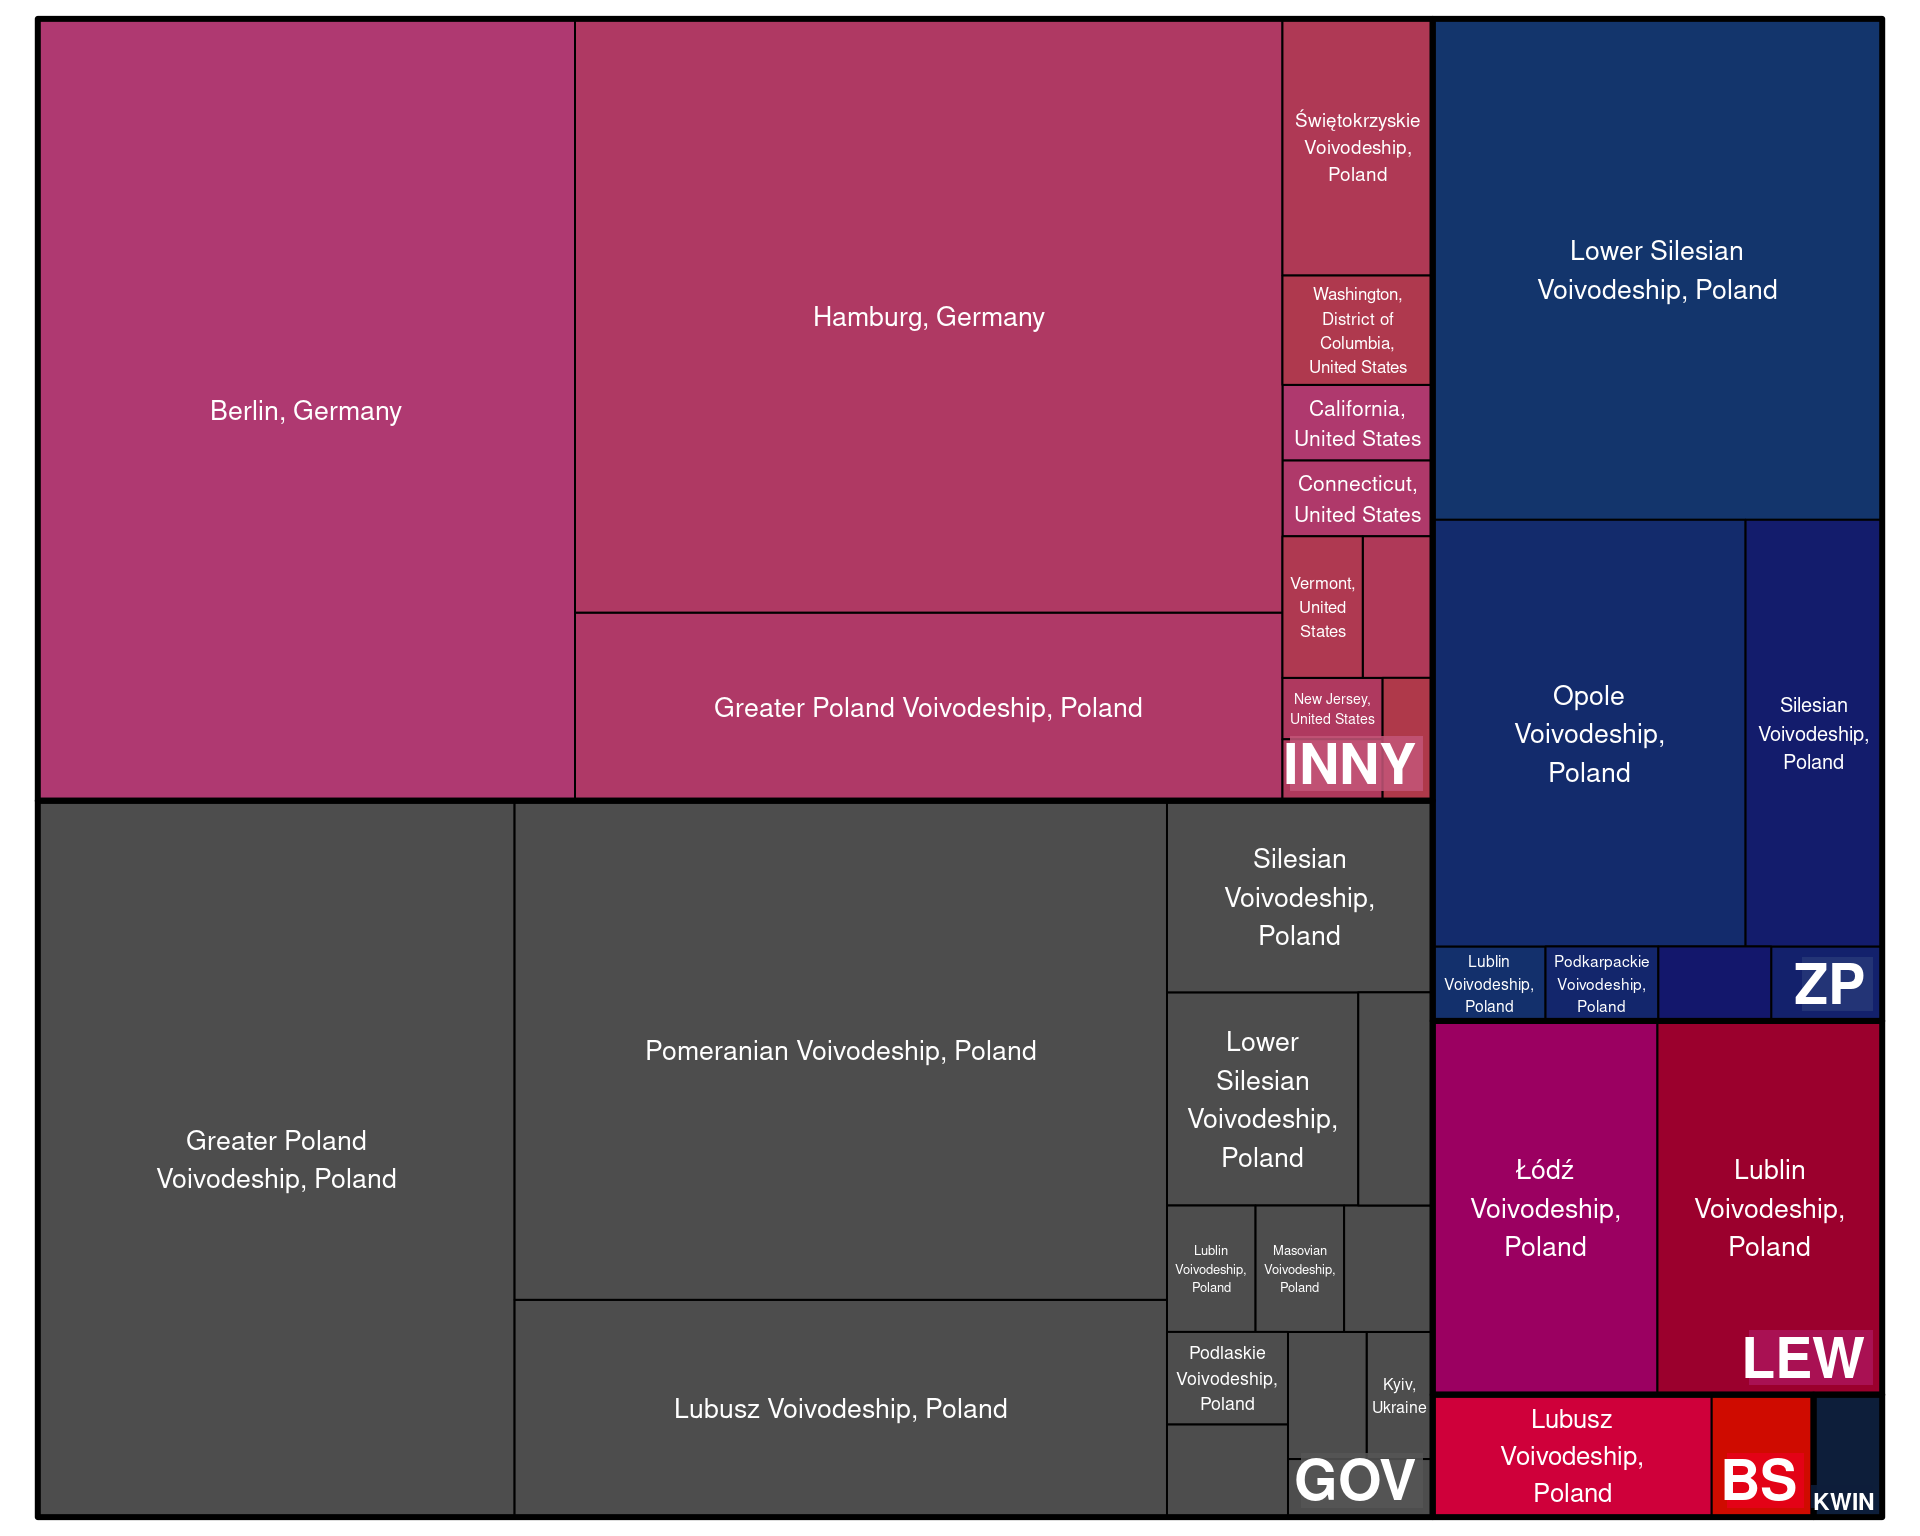 Berlin, Germany
Hamburg, Germany
Greater Poland Voivodeship, Poland
Świętokrzyskie
Voivodeship,
Poland
Washington,
District of
Columbia,
United States
California,
United States
Connecticut,
United States
Vermont,
United
States
New Jersey,
United States
INNY
Greater Poland
Voivodeship, Poland
Pomeranian Voivodeship, Poland
Lubusz Voivodeship, Poland
Silesian
Voivodeship,
Poland
Lower
Silesian
Voivodeship,
Poland
Lublin
Voivodeship,
Poland
Masovian
Voivodeship,
Poland
Podlaskie
Voivodeship,
Poland
Kyiv,
Ukraine
GOV
Lower Silesian
Voivodeship, Poland
Opole
Voivodeship,
Poland
Silesian
Voivodeship,
Poland
Lublin
Voivodeship,
Poland
Podkarpackie
Voivodeship,
Poland
ZP
Łódź
Voivodeship,
Poland
Lublin
Voivodeship,
Poland
LEW
Lubusz
Voivodeship,
Poland
BS
KWIN